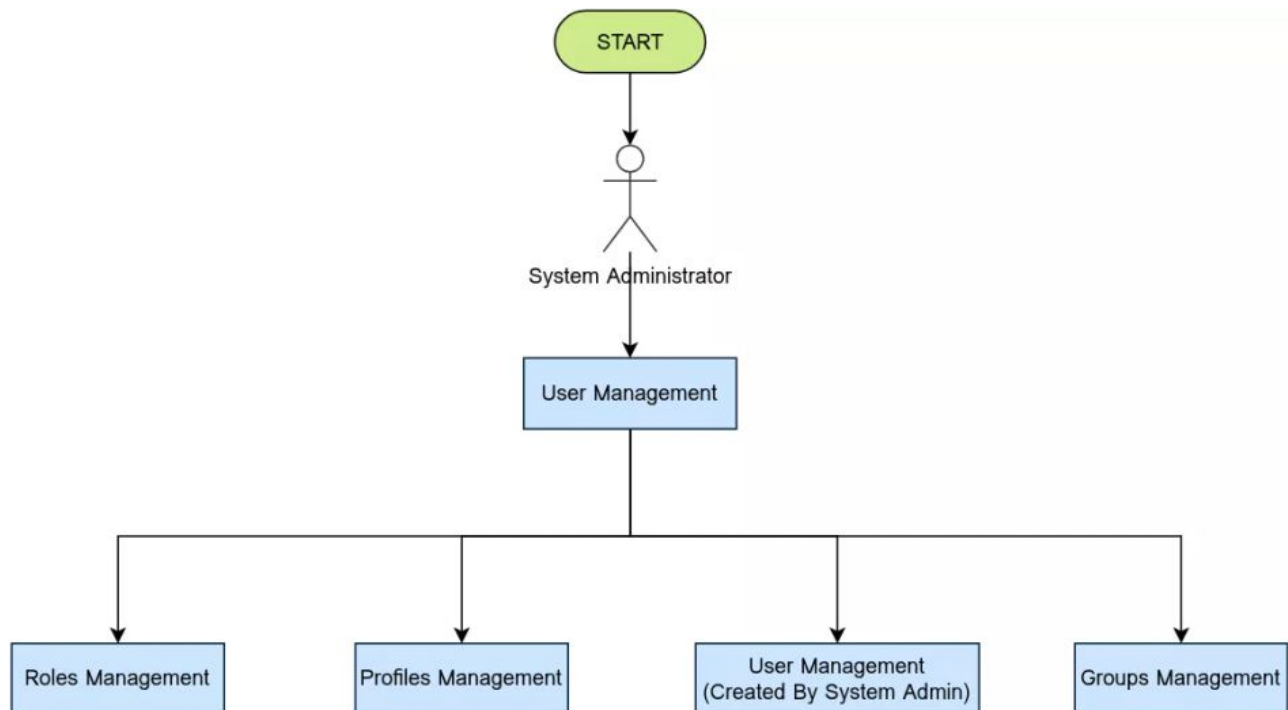 START
System Administrator
User Management
Roles Management
Profiles Management
User Management
(Created By System Admin)
Groups Management